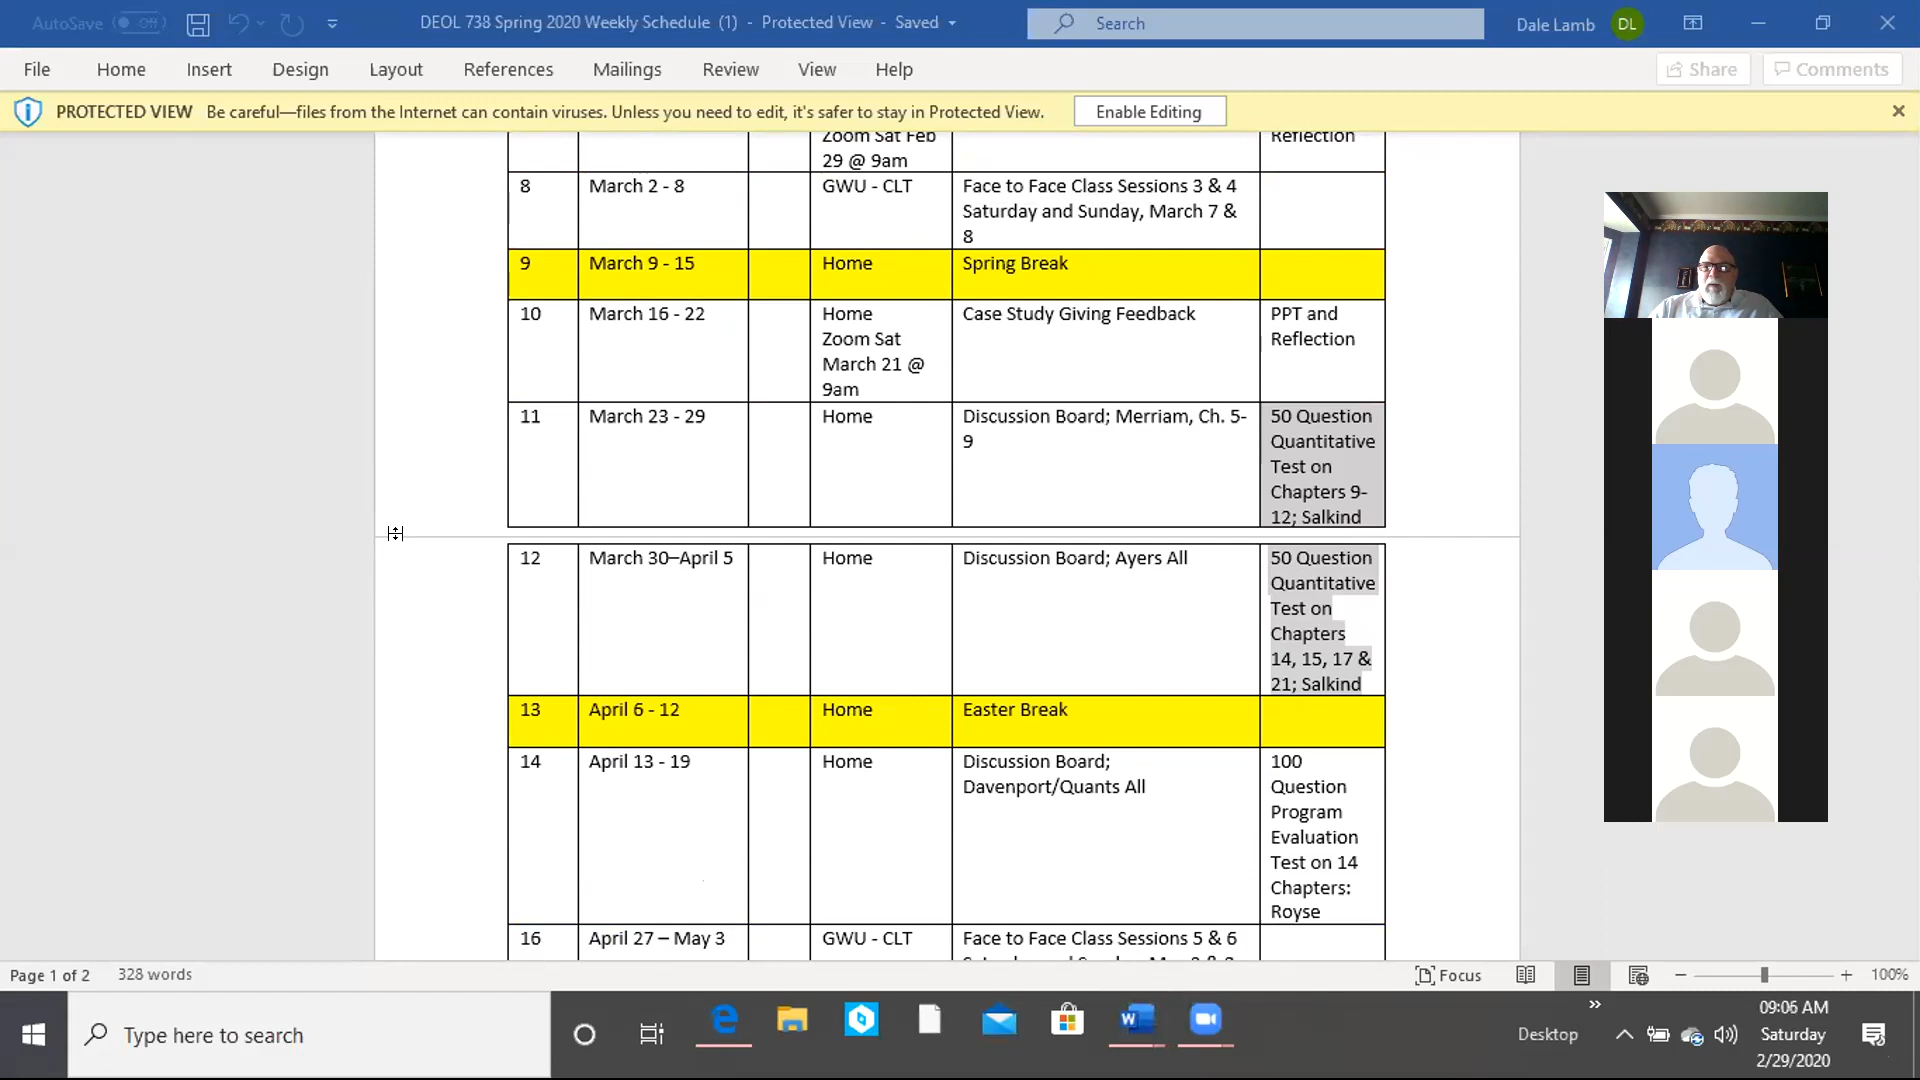 AutoSave Off
DEOL 738 Spring 2020 Weekly Schedule (1) - Protected View - Saved
Search
Dale Lamb DL
File Home Insert Design Layout References Mailings Review View Help
Share Comments
PROTECTED VIEW Be careful—files from the Internet can contain viruses. Unless you need to edit, it's safer to stay in Protected View. Enable Editing
Zoom Sat Feb
29 @ 9am
Reflection
8 March 2 - 8 GWU - CLT Face to Face Class Sessions 3 & 4
Saturday and Sunday, March 7 &
8
9 March 9 - 15 Home Spring Break
10 March 16 - 22 Home Case Study Giving Feedback PPT and
Zoom Sat Reflection
March 21 @
9am
11 March 23 - 29 Home Discussion Board; Merriam, Ch. 5- 50 Question
9 Quantitative
Test on
Chapters 9-
12; Salkind
12 March 30–April 5 Home Discussion Board; Ayers All 50 Question
Quantitative
Test on
Chapters
14, 15, 17 &
21; Salkind
13 April 6 - 12 Home Easter Break
14 April 13 - 19 Home Discussion Board; 100
Davenport/Quants All Question
Program
Evaluation
Test on 14
Chapters:
Royse
16 April 27 – May 3 GWU - CLT Face to Face Class Sessions 5 & 6
Page 1 of 2 328 words Focus 100%
Type here to search
Desktop
09:06 AM
Saturday
2/29/2020